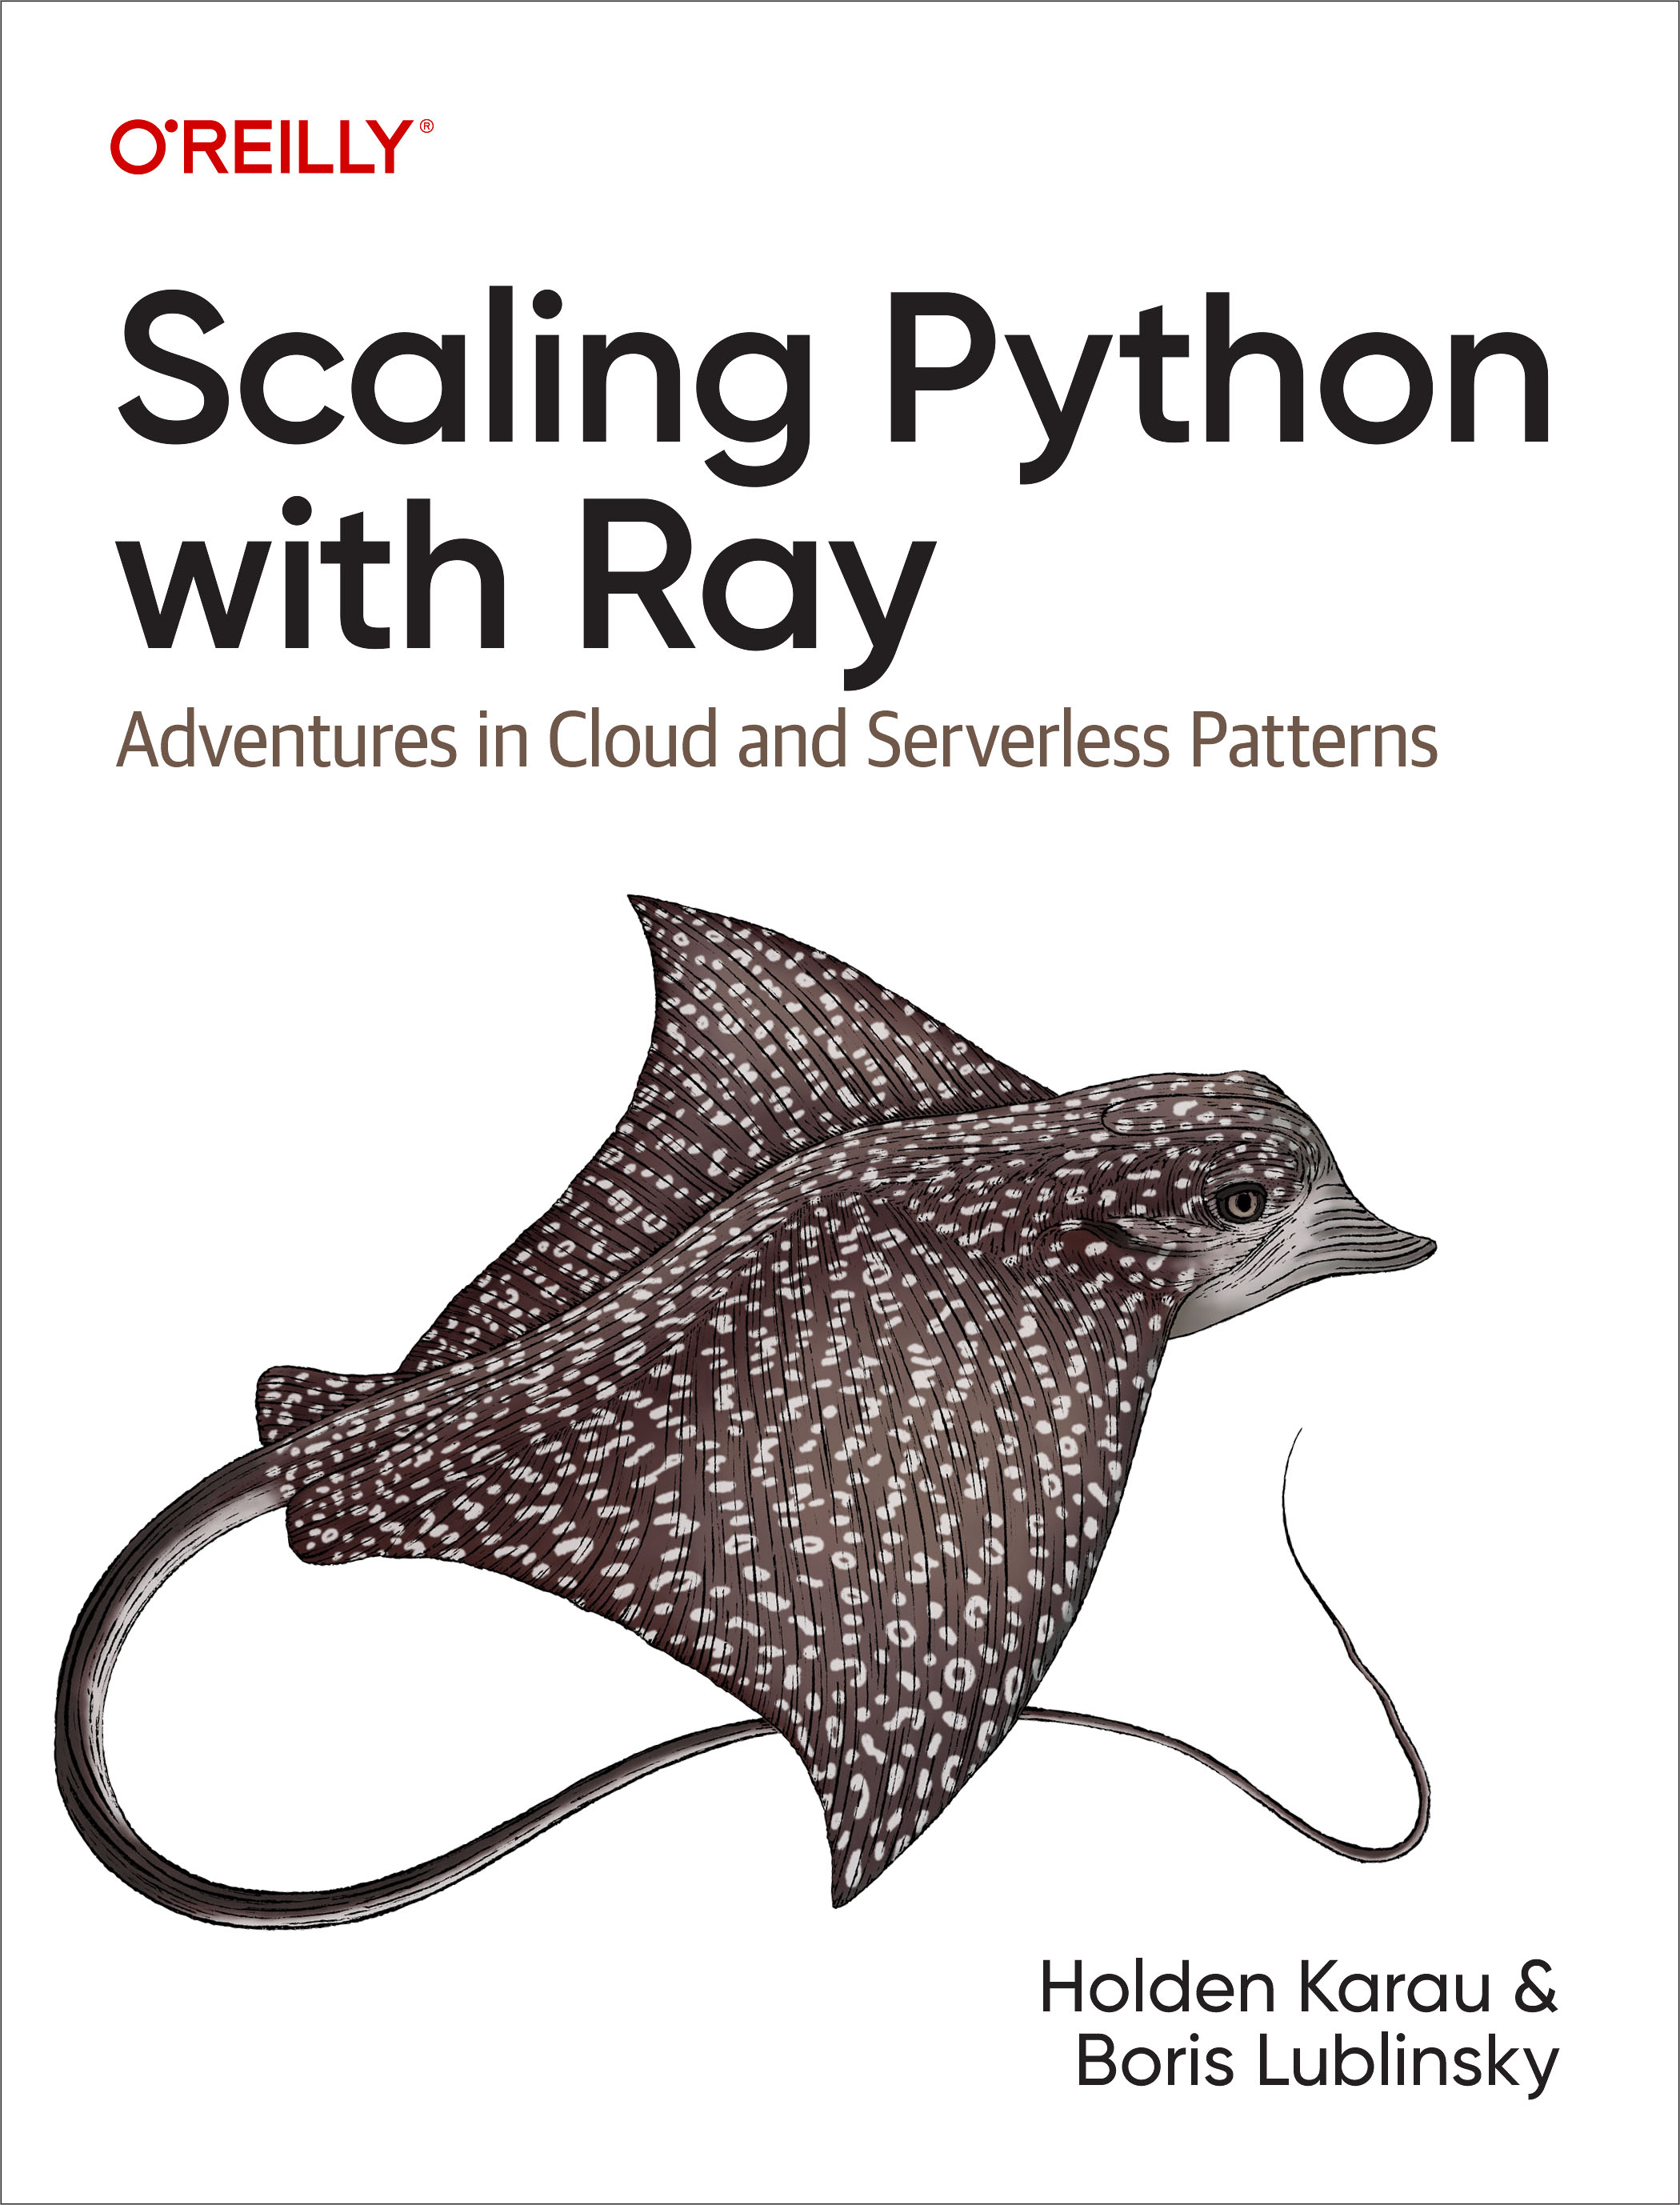 O'REILLY®
Scaling Python
with Ray
Adventures in Cloud and Serverless Patterns
Holden Karau &
Boris Lublinsky